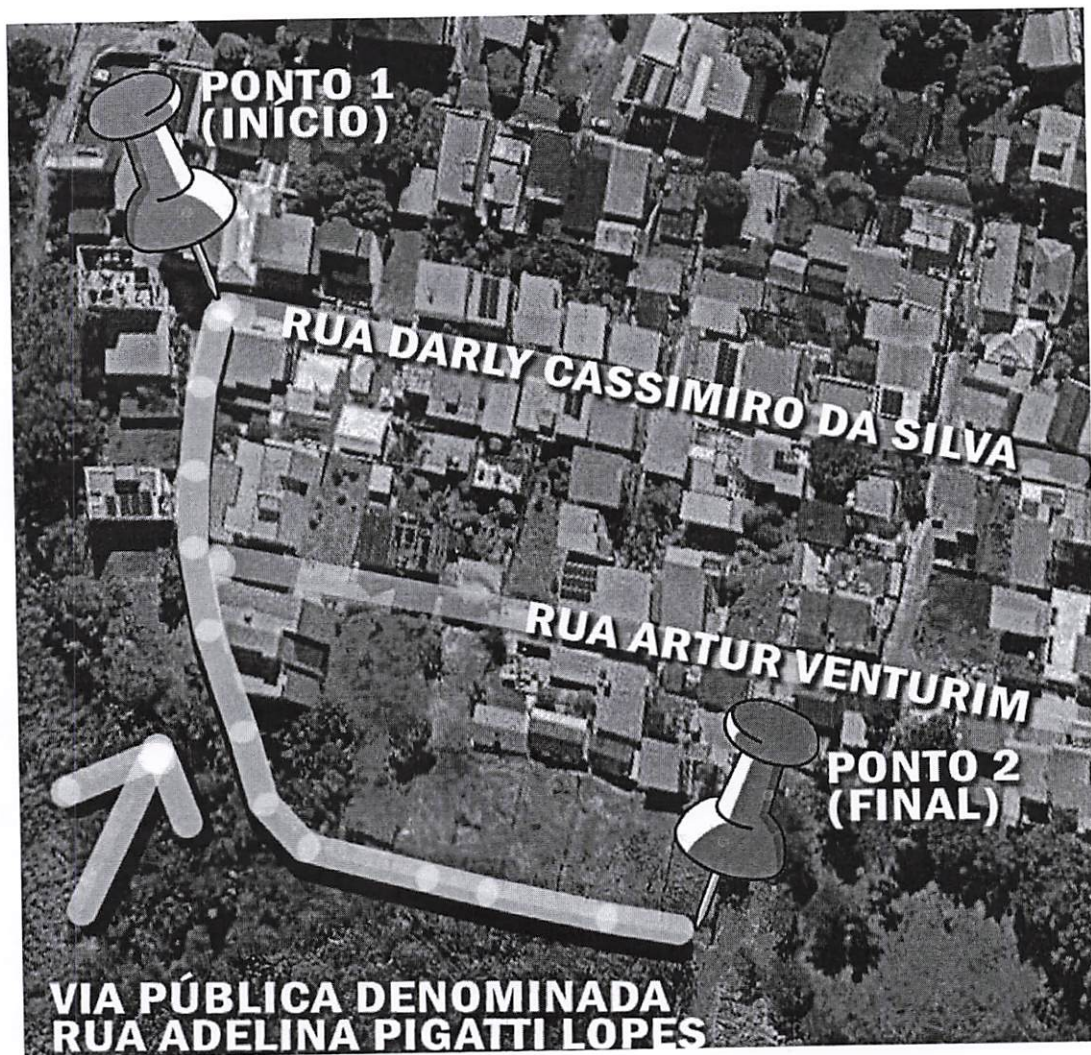 PONTO 1
(INÍCIO)
RUA DARLY CASSIMIRO DA SILVA
RUA ARTUR VENTURIM
PONTO 2
(FINAL)
VIA PÚBLICA DENOMINADA
RUA ADELINA PIGATTI LOPES